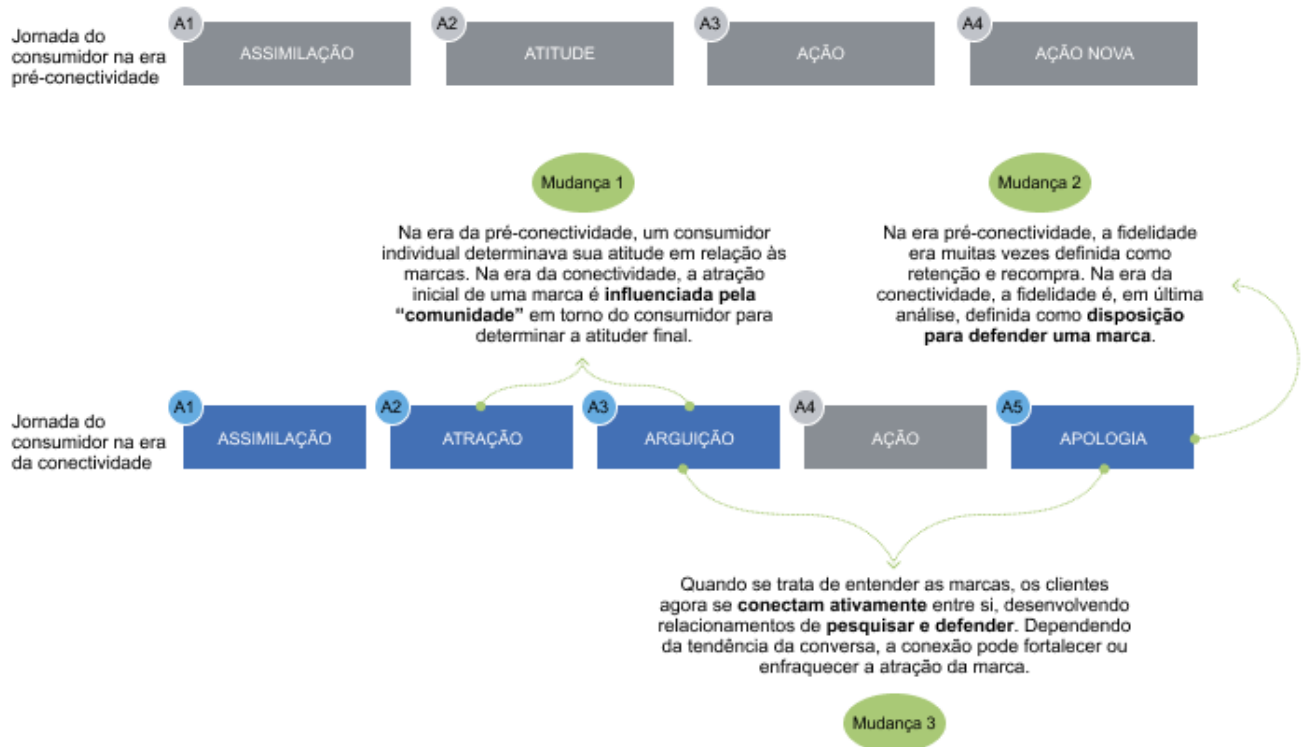 Jornada do
consumidor na era
pré-conectividade
A1
ASSIMILAÇÃO
A2
ATITUDE
A3
AÇÃO
A4
AÇÃO NOVA
Mudança 1
Na era da pré-conectividade, um consumidor
individual determinava sua atitude em relação às
marcas. Na era da conectividade, a atração
inicial de uma marca é influenciada pela
“comunidade” em torno do consumidor para
determinar a atituder final.
Mudança 2
Na era pré-conectividade, a fidelidade
era muitas vezes definida como
retenção e recompra. Na era da
conectividade, a fidelidade é, em última
análise, definida como disposição
para defender uma marca.
Jornada do
consumidor na era
da conectividade
A1
ASSIMILAÇÃO
A2
ATRAÇÃO
A3
ARGUIÇÃO
A4
AÇÃO
A5
APOLOGIA
Quando se trata de entender as marcas, os clientes
agora se conectam ativamente entre si, desenvolvendo
relacionamentos de pesquisar e defender. Dependendo
da tendência da conversa, a conexão pode fortalecer ou
enfraquecer a atração da marca.
Mudança 3